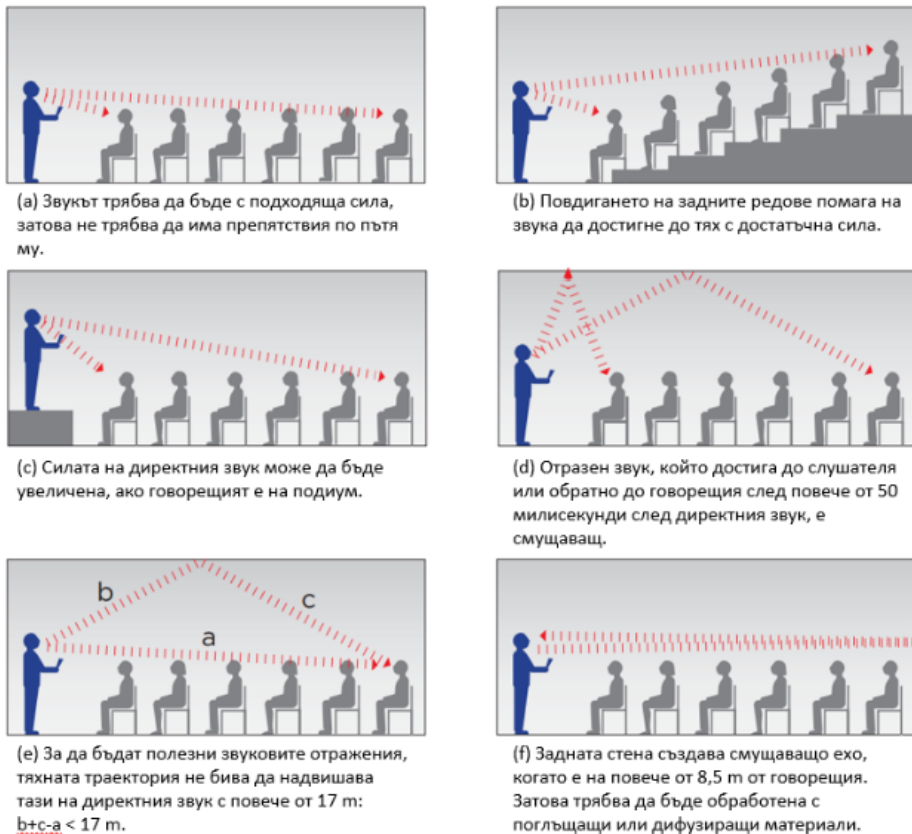 (a) Звукът трябва да бъде с подходяща сила,
затова не трябва да има препятствия по пътя
му.
(b) Повдигането на задните редове помага на
звука да достигне до тях с достатъчна сила.
(c) Силата на директния звук може да бъде
увеличена, ако говорещият е на подиум.
(d) Отразен звук, който достига до слушателя
или обратно до говорещия след повече от 50
милисекунди след директния звук, е
смущаващ.
b
c
a
(e) За да бъдат полезни звуковите отражения,
тяхната траектория не бива да надвишава
тази на директния звук с повече от 17 m:
b+c-a < 17 m.
(f) Задната стена създава смущаващо ехо,
когато е на повече от 8,5 m от говорещия.
Затова трябва да бъде обработена с
поглъщащи или дифузиращи материали.